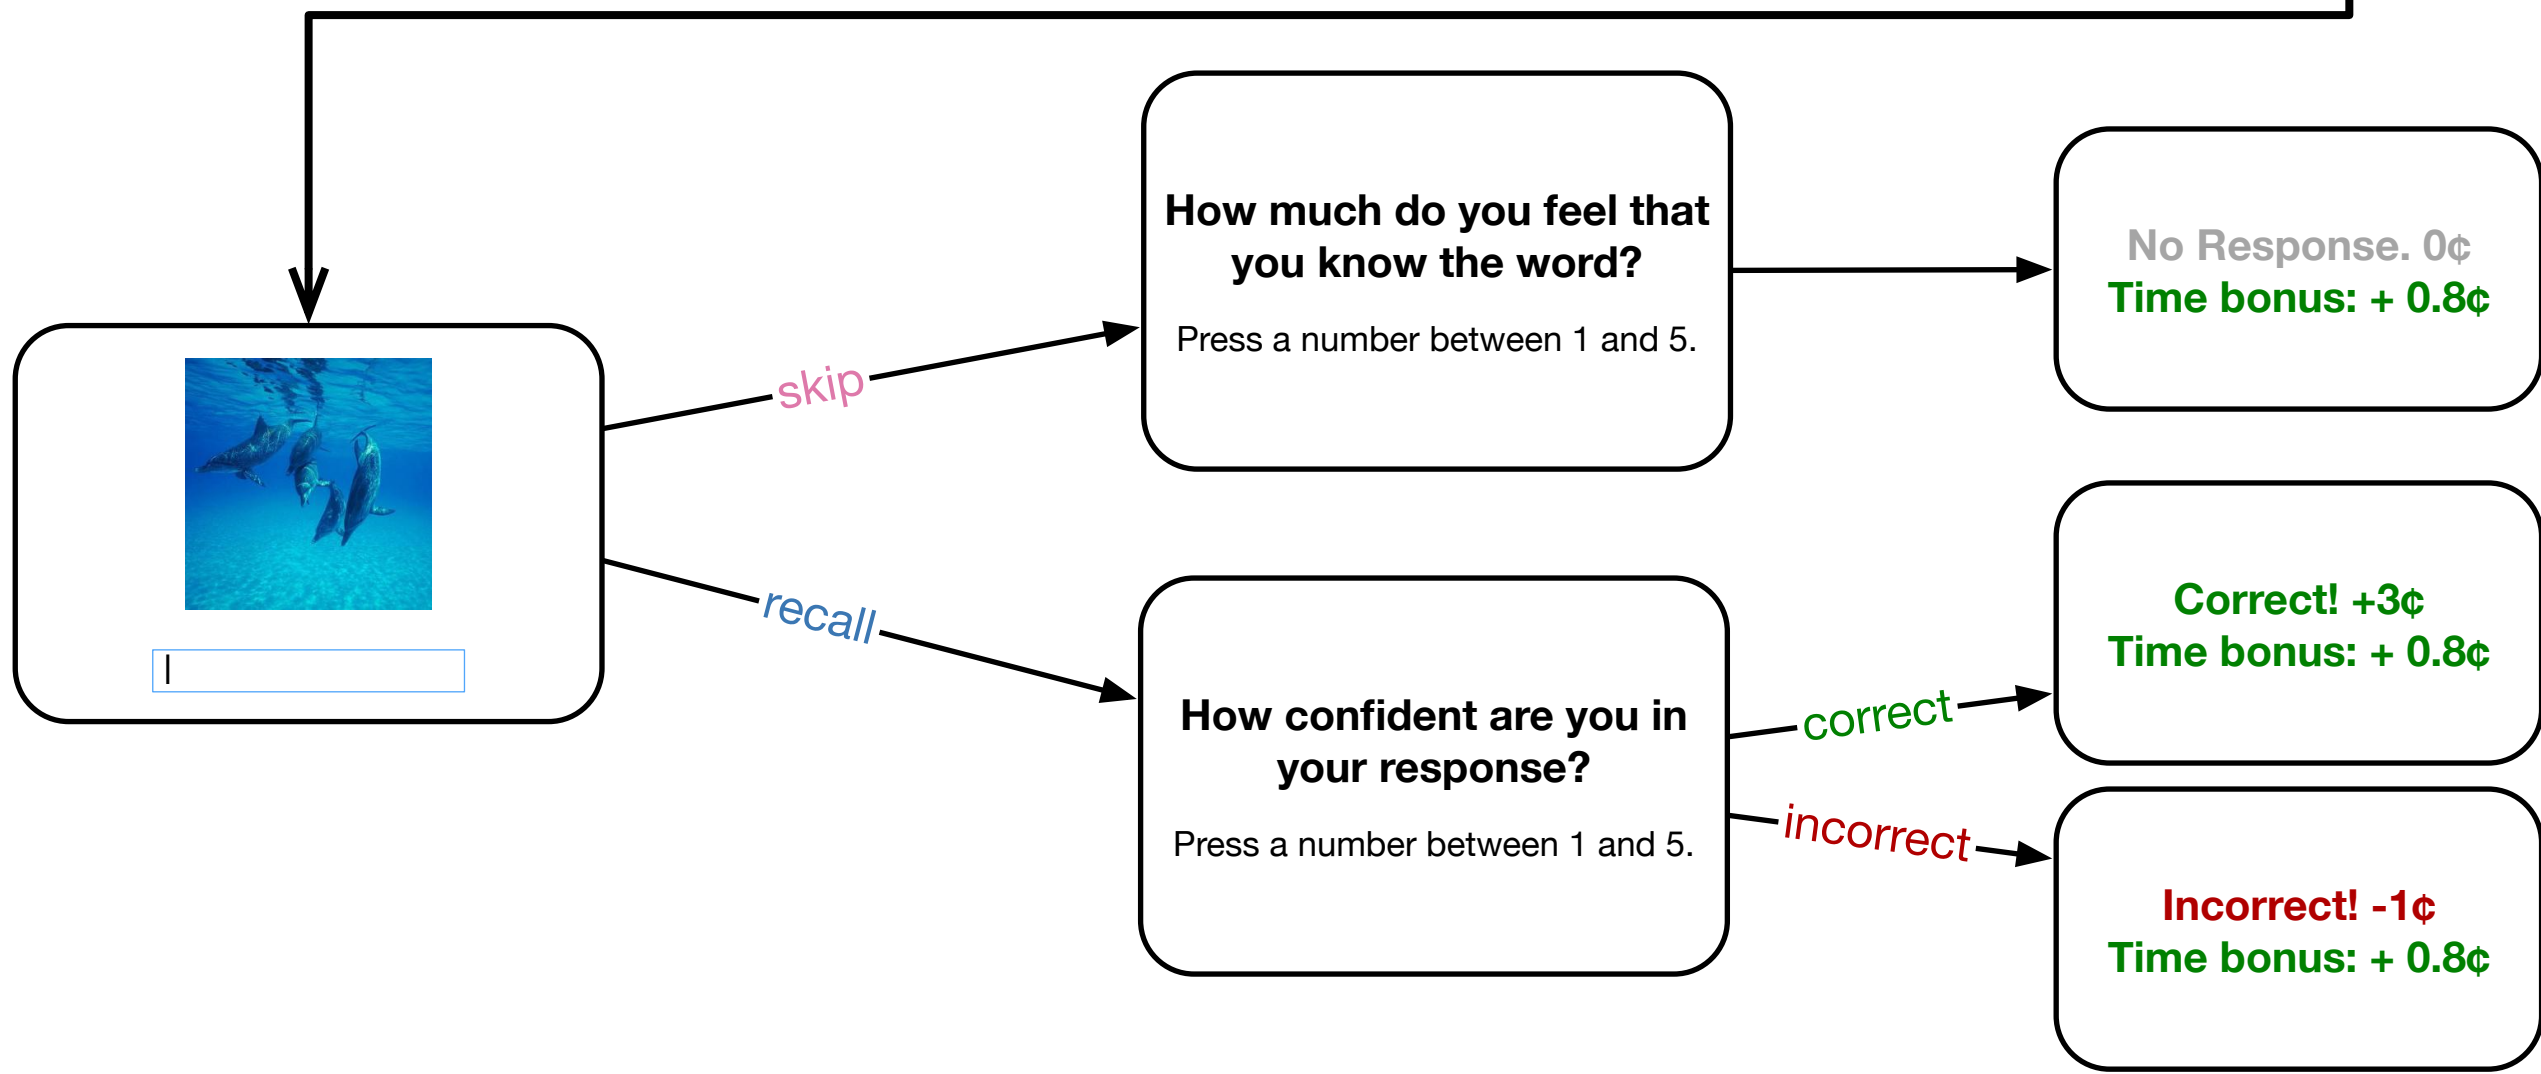 skip
recall
How much do you feel that
you know the word?
Press a number between 1 and 5.
No Response. 0¢
Time bonus: + 0.8¢
How confident are you in
your response?
Press a number between 1 and 5.
correct
incorrect
Correct! +3¢
Time bonus: + 0.8¢
Incorrect! -1¢
Time bonus: + 0.8¢